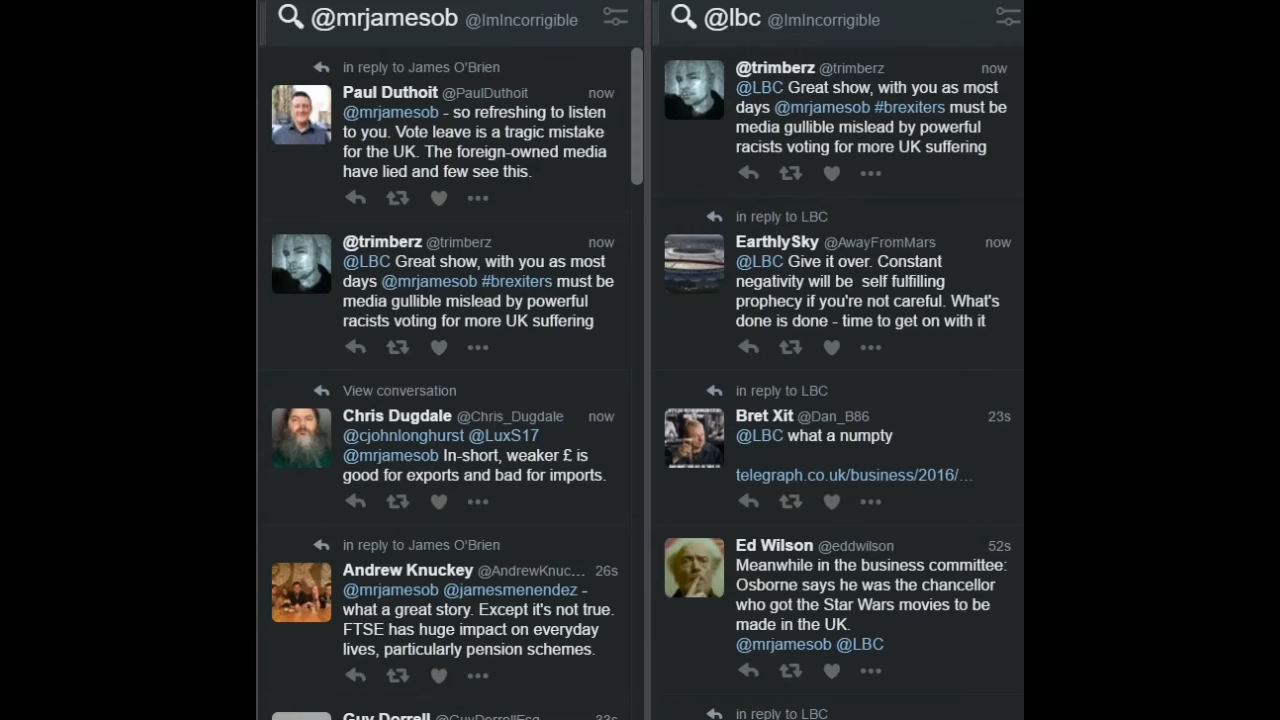 @mrjamesob @ImIncorrigible
in reply to James O'Brien
Paul Duthoit @PaulDuthoit now
@mrjamesob - so refreshing to listen
to you. Vote leave is a tragic mistake
for the UK. The foreign-owned media
have lied and few see this.
@trimberz @trimberz now
@LBC Great show, with you as most
days @mrjamesob #brexiters must be
media gullible mislead by powerful
racists voting for more UK suffering
View conversation
Chris Dugdale @Chris_Dugdale now
@cjohnlonghurst @LuxS17
@mrjamesob In-short, weaker £ is
good for exports and bad for imports.
in reply to James O'Brien
Andrew Knuckey @AndrewKnuc... 26s
@mrjamesob @jamesmenendez -
what a great story. Except it's not true.
FTSE has huge impact on everyday
lives, particularly pension schemes.
Guy Dorrell @GuyDorrellEsq 33s
@lbc @ImIncorrigible
@trimberz @trimberz now
@LBC Great show, with you as most
days @mrjamesob #brexiters must be
media gullible mislead by powerful
racists voting for more UK suffering
in reply to LBC
EarthlySky @AwayFromMars now
@LBC Give it over. Constant
negativity will be  self fulfilling
prophecy if you're not careful. What's
done is done - time to get on with it
in reply to LBC
Bret Xit @Dan_B86 23s
@LBC what a numpty
telegraph.co.uk/business/2016/...
Ed Wilson @eddwilson 52s
Meanwhile in the business committee:
Osborne says he was the chancellor
who got the Star Wars movies to be
made in the UK.
@mrjamesob @LBC
in reply to LBC